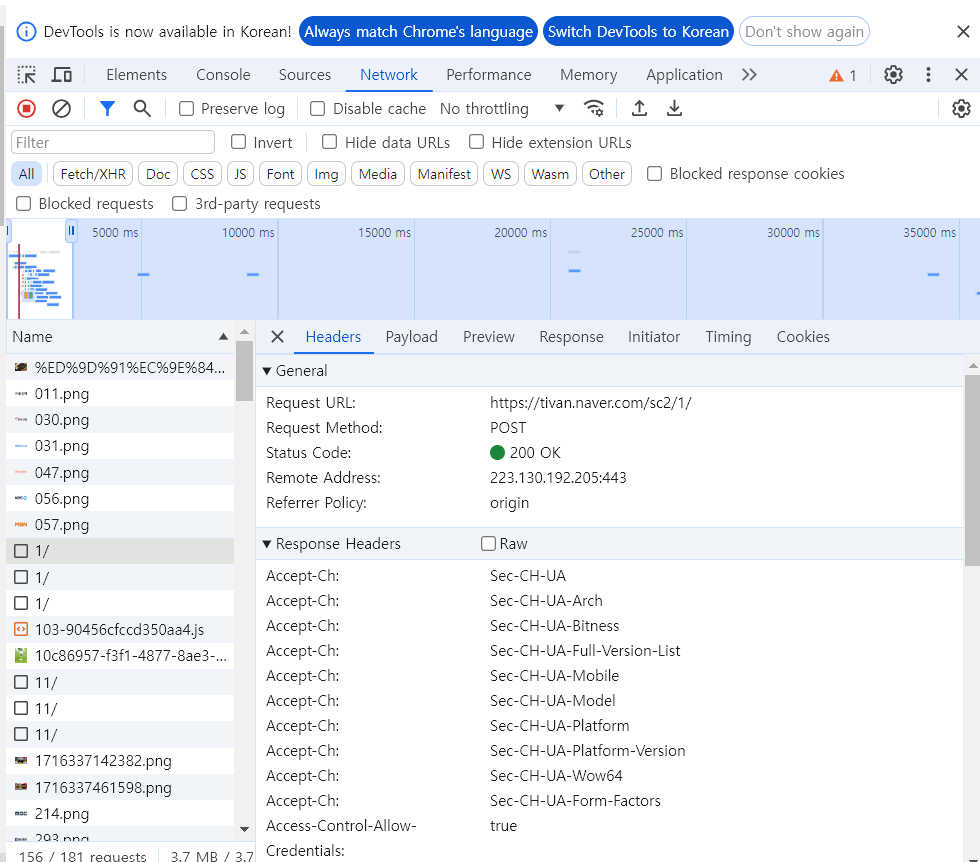 DevTools is now available in Korean! Always match Chrome's language Switch DevTools to Korean Don't show again
Elements Console Sources Network Performance Memory Application 1
Preserve log Disable cache No throttling
Filter Invert Hide data URLs Hide extension URLs
All Fetch/XHR Doc CSS JS Font Img Media Manifest WS Wasm Other Blocked response cookies
Blocked requests 3rd-party requests
5000 ms 10000 ms 15000 ms 20000 ms 25000 ms 30000 ms 35000 ms
Name
%ED%9D%91%EC%9E%84...
011.png
030.png
031.png
047.png
056.png
057.png
1/
1/
1/
103-90456cfccd350aa4.js
10c86957-f3f1-4877-8ae3-...
11/
11/
11/
1716337142382.png
1716337461598.png
214.png
293.png
156 / 181 requests 3.7 MB / 3.7
Headers Payload Preview Response Initiator Timing Cookies
General
Request URL: https://tivan.naver.com/sc2/1/
Request Method: POST
Status Code: 200 OK
Remote Address: 223.130.192.205:443
Referrer Policy: origin
Response Headers Raw
Accept-Ch: Sec-CH-UA
Accept-Ch: Sec-CH-UA-Arch
Accept-Ch: Sec-CH-UA-Bitness
Accept-Ch: Sec-CH-UA-Full-Version-List
Accept-Ch: Sec-CH-UA-Mobile
Accept-Ch: Sec-CH-UA-Model
Accept-Ch: Sec-CH-UA-Platform
Accept-Ch: Sec-CH-UA-Platform-Version
Accept-Ch: Sec-CH-UA-Wow64
Accept-Ch: Sec-CH-UA-Form-Factors
Access-Control-Allow- true
Credentials: